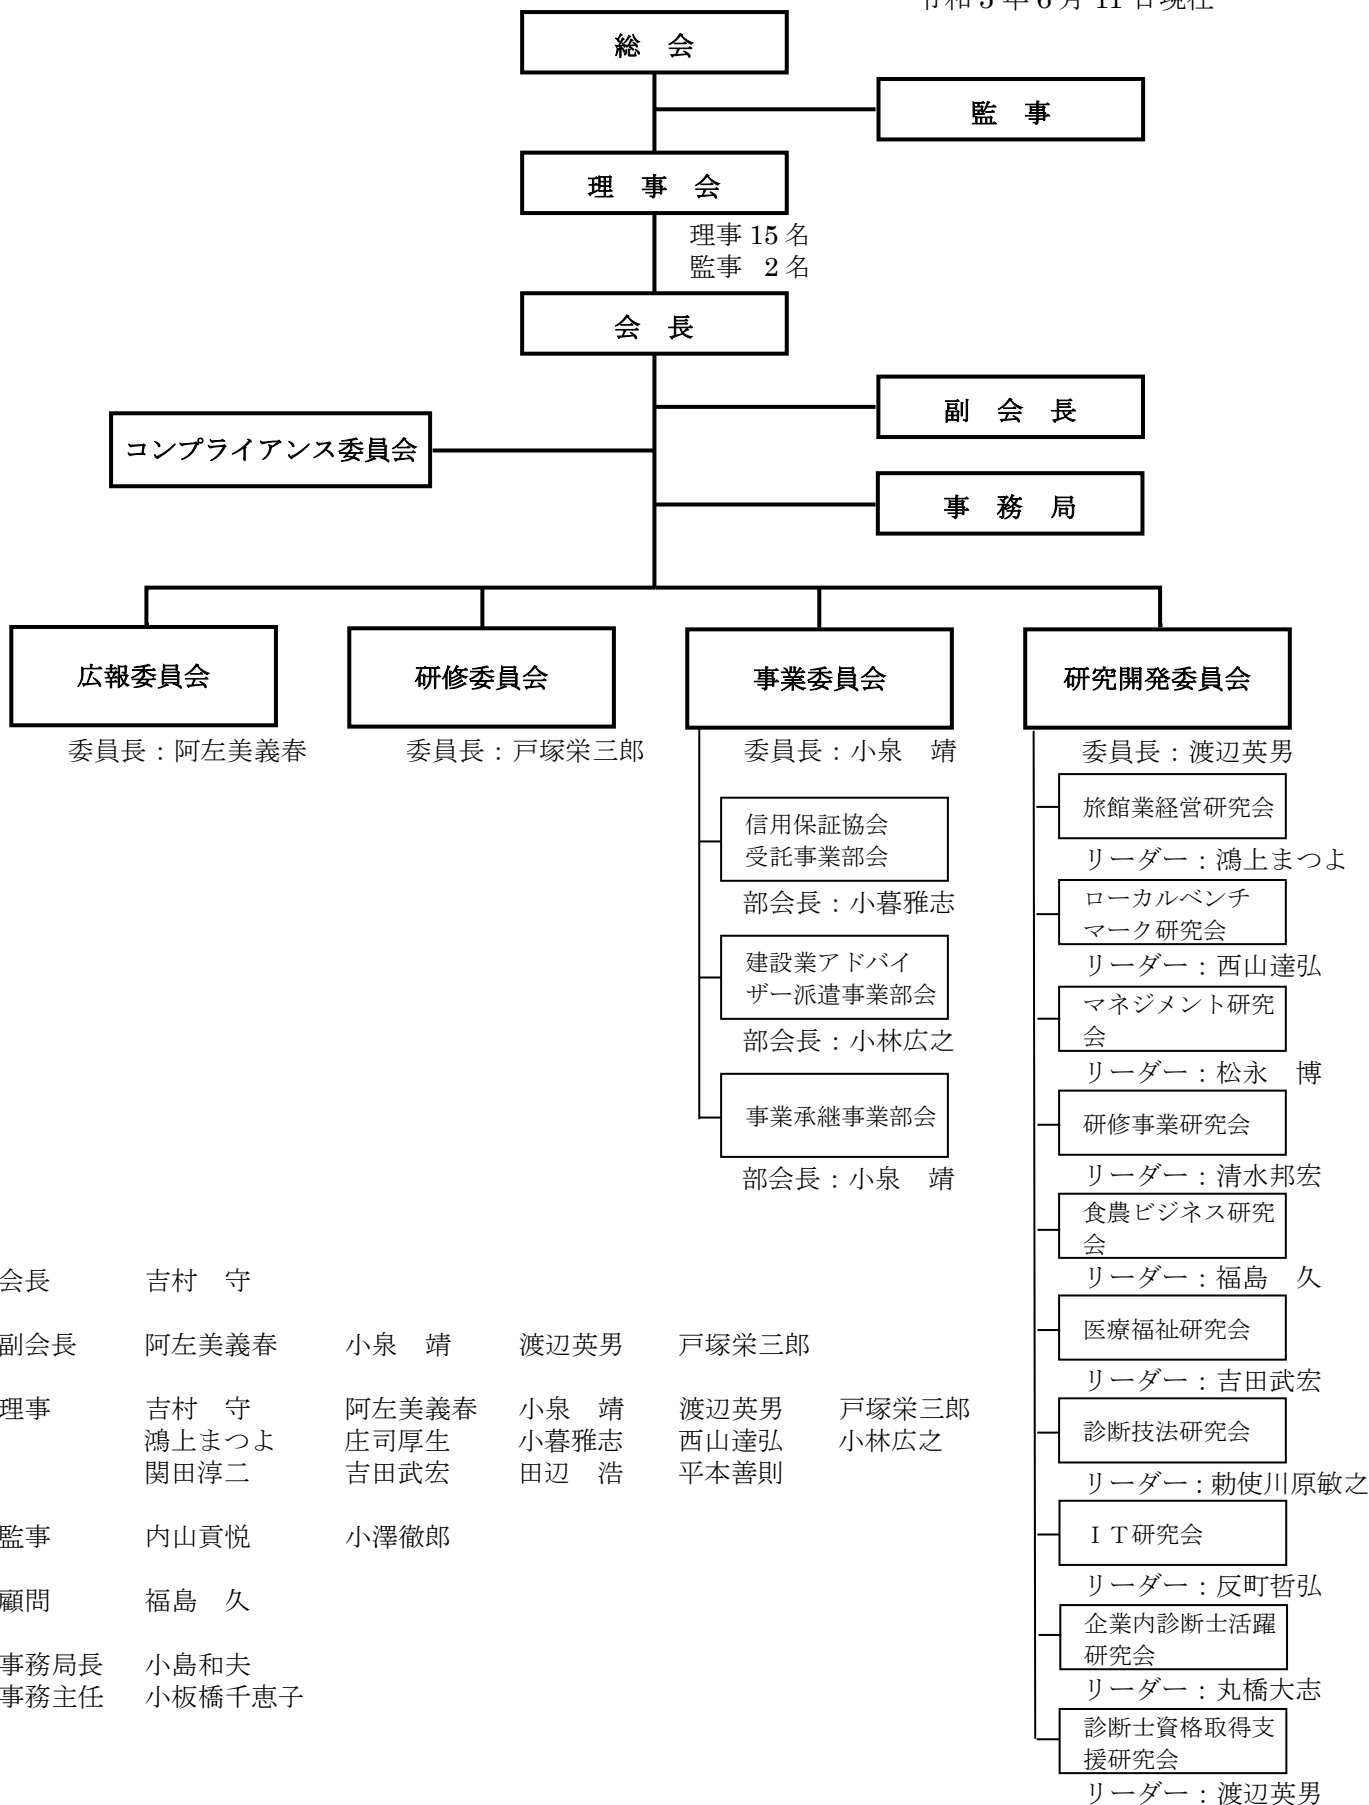 令和5年6月11日現在
総　会
監　事
理　事　会
理事 15 名
監事　2 名
会　長
副　会　長
コンプライアンス委員会
事　務　局
広報委員会
委員長：阿左美義春
研修委員会
委員長：戸塚栄三郎
事業委員会
委員長：小泉　靖
信用保証協会
受託事業部会
部会長：小暮雅志
建設業アドバイ
ザー派遣事業部会
部会長：小林広之
事業承継事業部会
部会長：小泉　靖
研究開発委員会
委員長：渡辺英男
旅館業経営研究会
リーダー：鴻上まつよ
ローカルベンチ
マーク研究会
リーダー：西山達弘
マネジメント研究
会
リーダー：松永　博
研修事業研究会
リーダー：清水邦宏
食農ビジネス研究
会
リーダー：福島　久
医療福祉研究会
リーダー：吉田武宏
診断技法研究会
リーダー：勅使川原敏之
ＩＴ研究会
リーダー：反町哲弘
企業内診断士活躍
研究会
リーダー：丸橋大志
診断士資格取得支
援研究会
リーダー：渡辺英男
会長　吉村　守
副会長　阿左美義春　小泉　靖　渡辺英男　戸塚栄三郎
理事　吉村　守　阿左美義春　小泉　靖　渡辺英男　戸塚栄三郎
鴻上まつよ　庄司厚生　小暮雅志　西山達弘　小林広之
関田淳二　吉田武宏　田辺　浩　平本善則
監事　内山貢悦　小澤徹郎
顧問　福島　久
事務局長　小島和夫
事務主任　小板橋千恵子